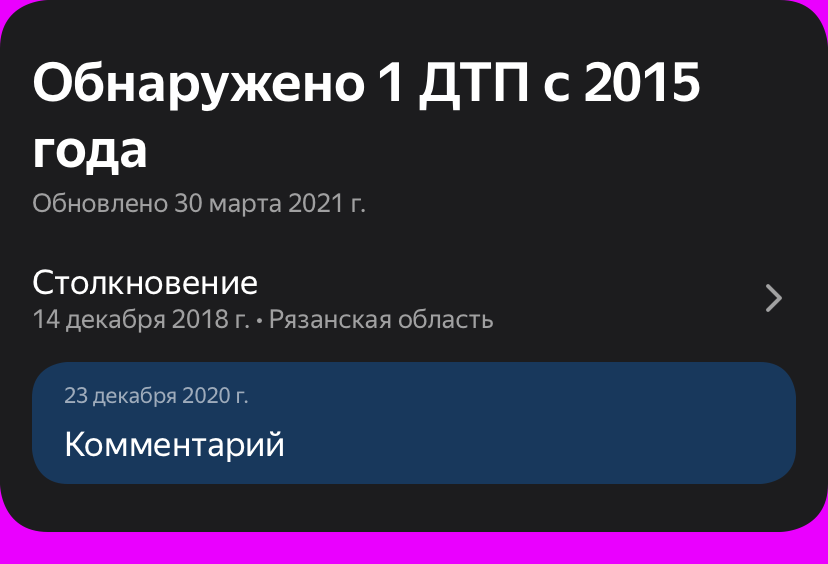 Обнаружено 1 ДТП с 2015
года
Обновлено 30 марта 2021 г.
Столкновение
14 декабря 2018 г. • Рязанская область
23 декабря 2020 г.
Комментарий